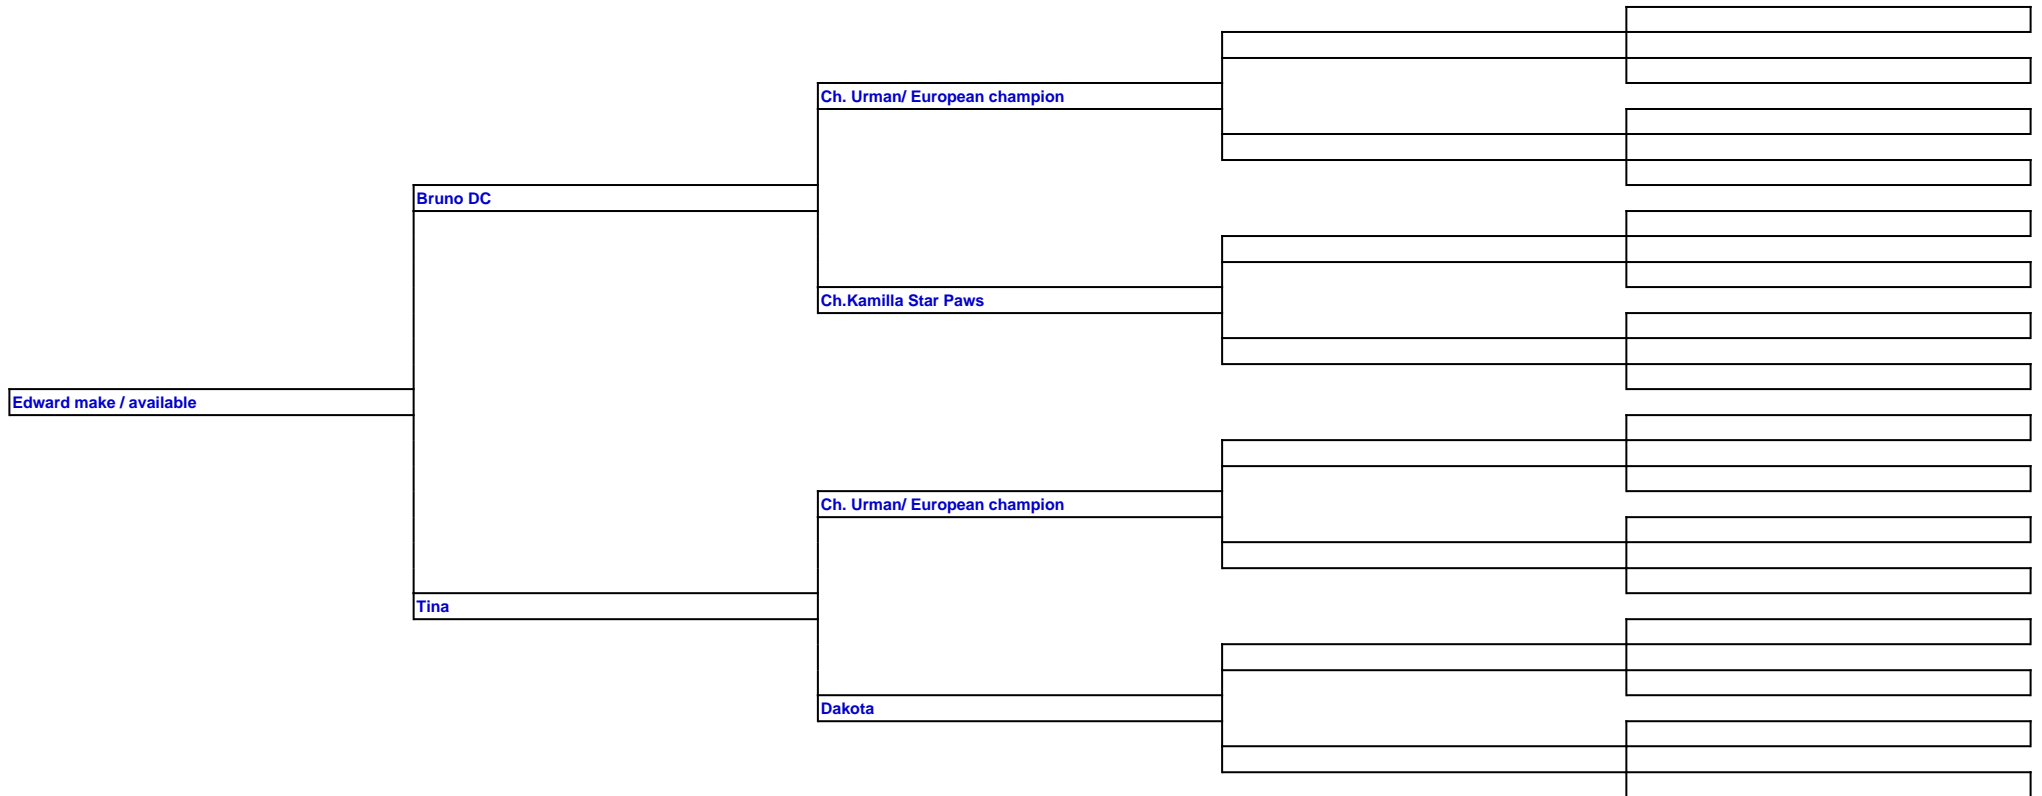 Ch. Urman/ European champion
Bruno DC
Ch.Kamilla Star Paws
Edward make / available
Ch. Urman/ European champion
Tina
Dakota